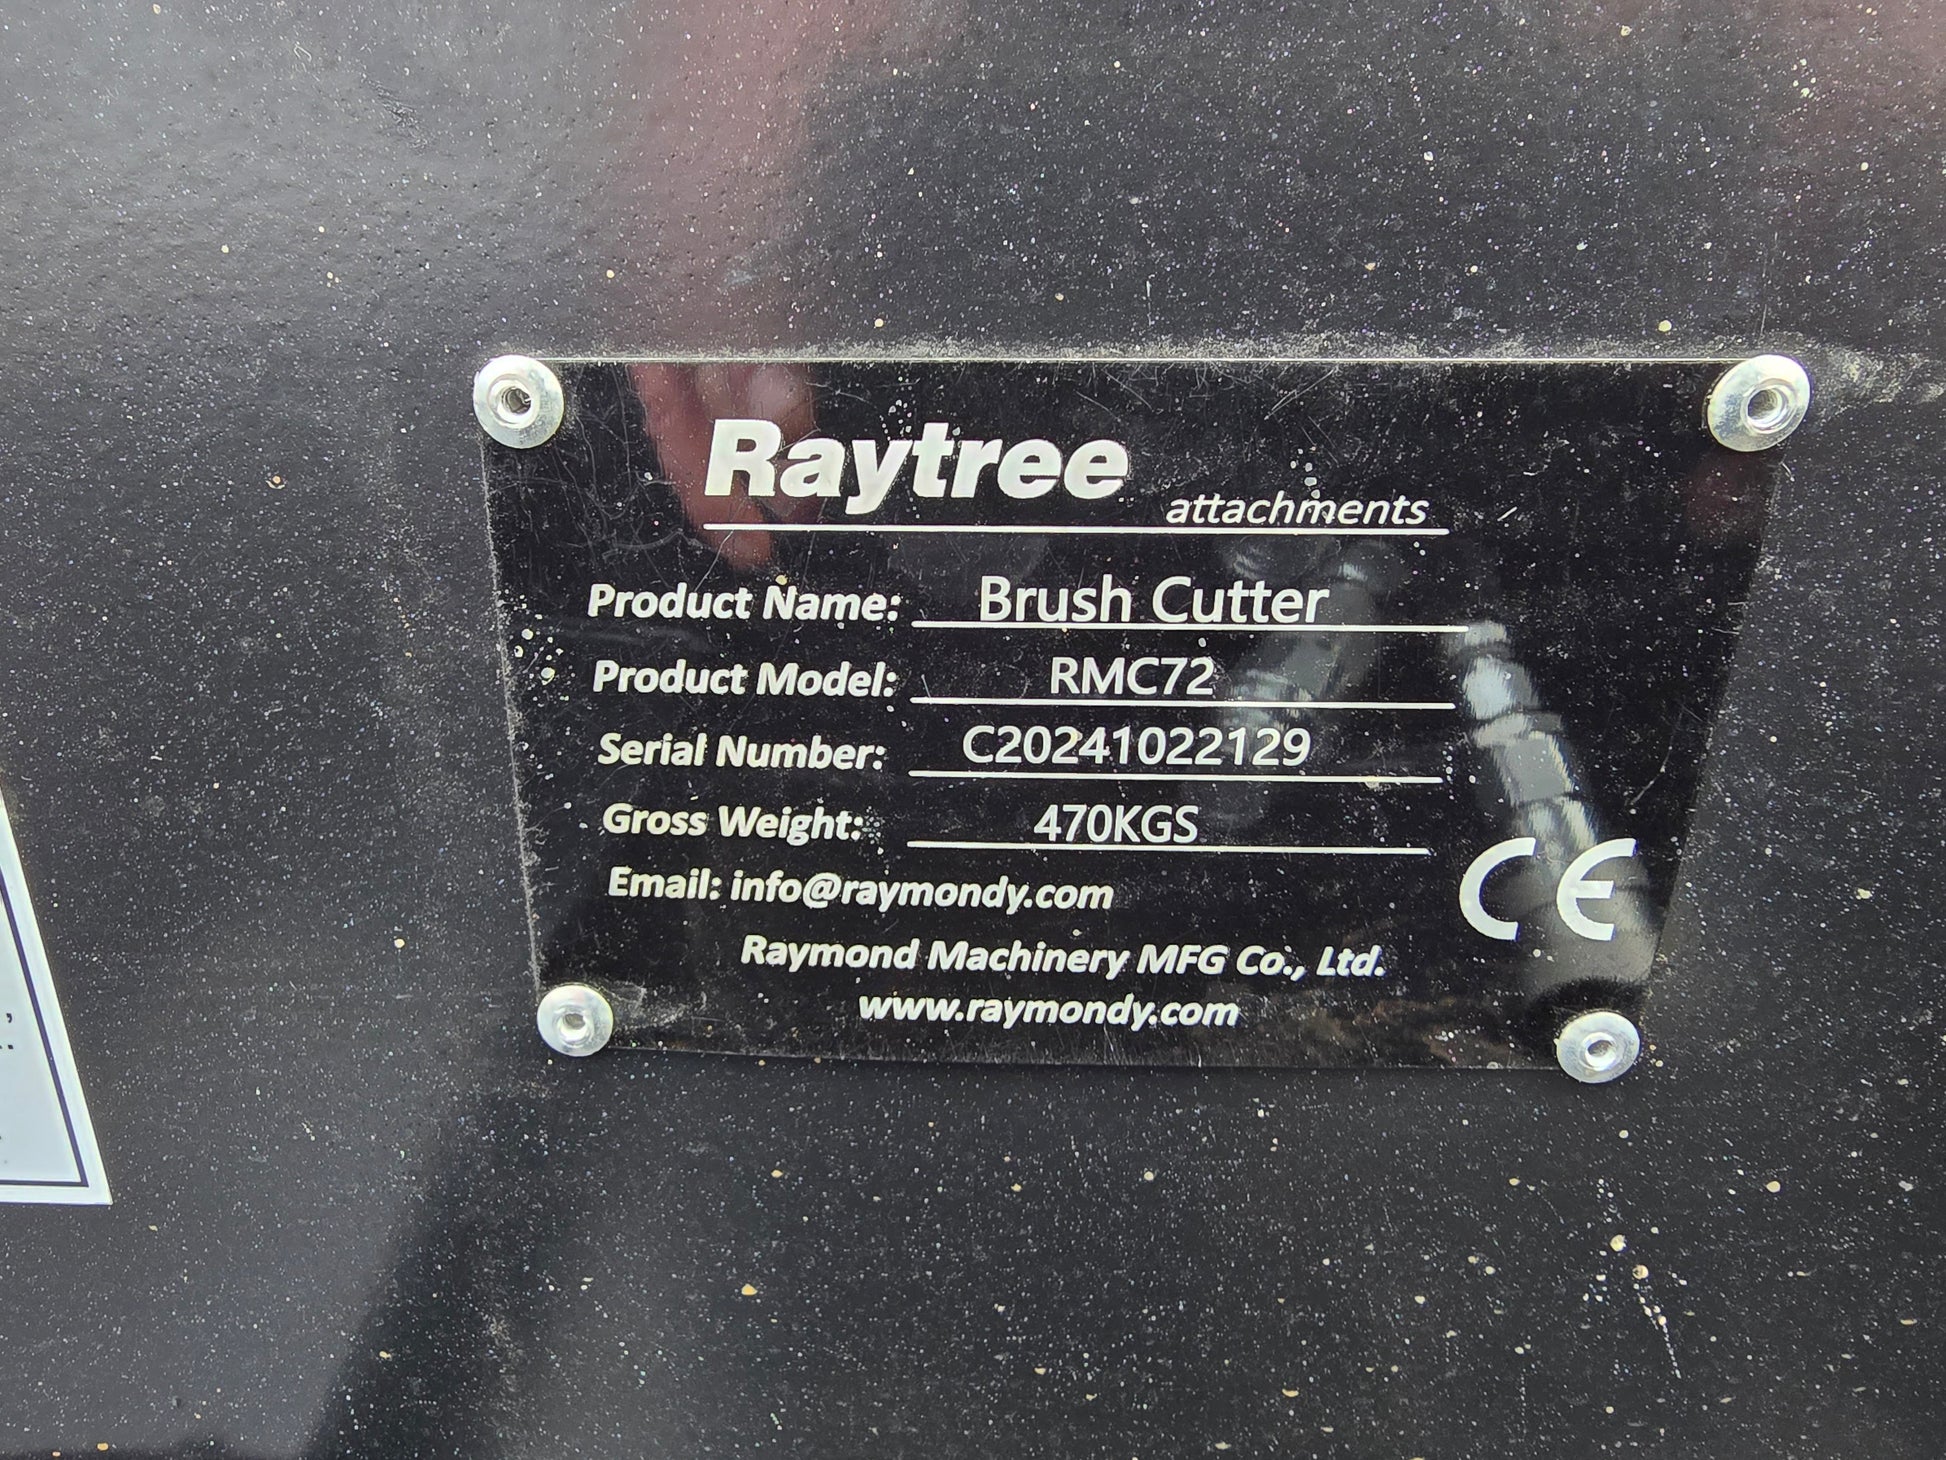 Raytree attachments
Product Name: Brush Cutter
Product Model: RMC72
Serial Number: C20241022129
Gross Weight: 470KGS
Email: info@raymondy.com
CE
Raymond Machinery MFG Co., Ltd.
www.raymondy.com